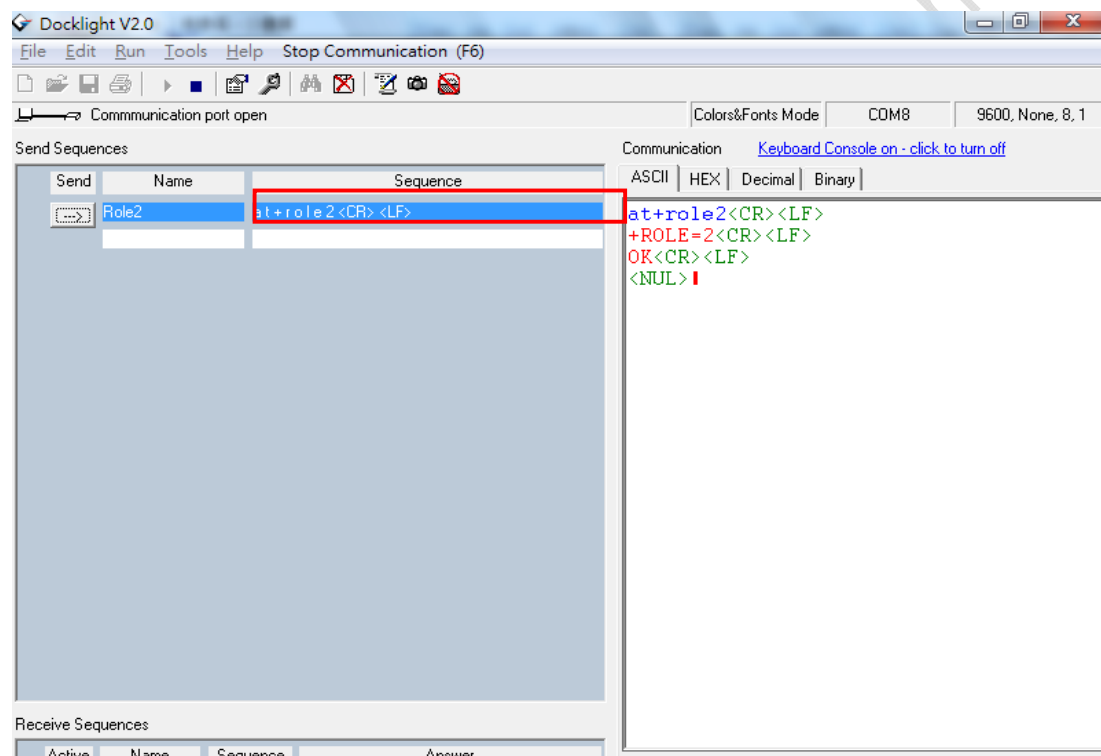 Docklight V2.0
File Edit Run Tools Help Stop Communication (F6)
Commmunication port open
Colors&Fonts Mode COM8 9600, None, 8, 1
Send Sequences
Send Name Sequence
---> Role2 at+role2<CR><LF>
Communication Keyboard Console on - click to turn off
ASCII HEX Decimal Binary
at+role2<CR><LF>
+ROLE=2<CR><LF>
OK<CR><LF>
<NUL>
Receive Sequences
Active Name Sequence Answer